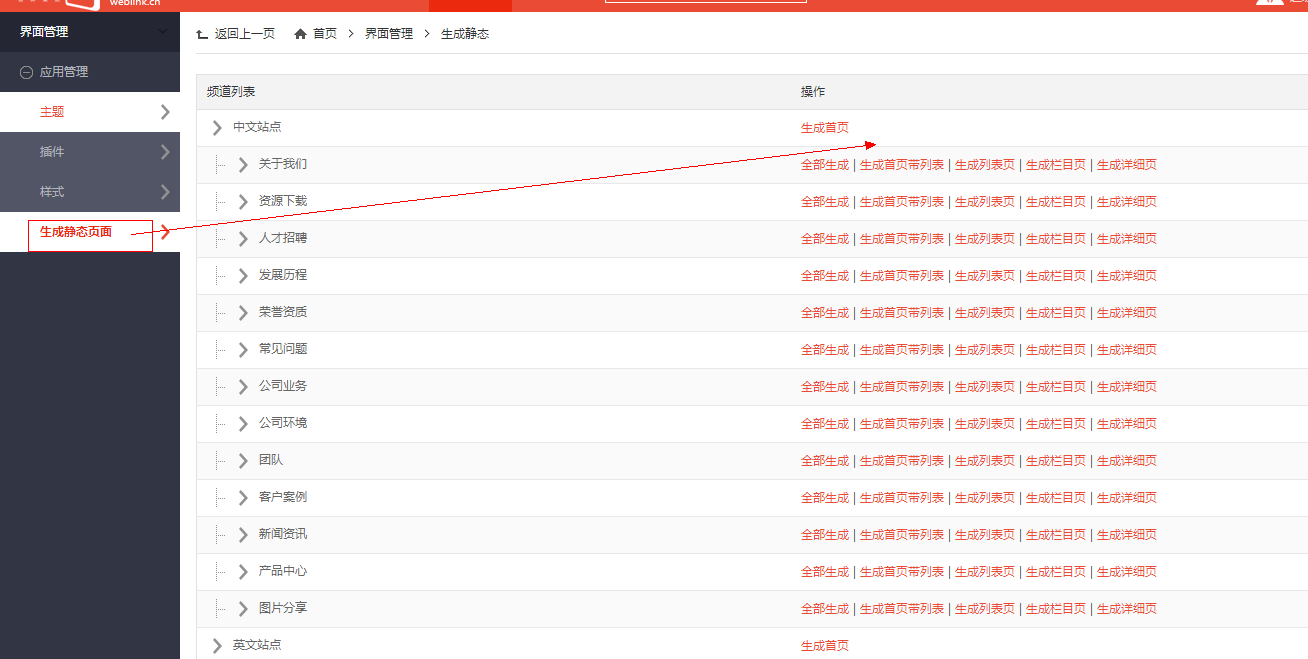 weblink.cn
界面管理
返回上一页 首页 界面管理 生成静态
应用管理
主题
插件
样式
生成静态页面
频道列表 操作
中文站点 生成首页
关于我们 全部生成 | 生成首页带列表 | 生成列表页 | 生成栏目页 | 生成详细页
资源下载 全部生成 | 生成首页带列表 | 生成列表页 | 生成栏目页 | 生成详细页
人才招聘 全部生成 | 生成首页带列表 | 生成列表页 | 生成栏目页 | 生成详细页
发展历程 全部生成 | 生成首页带列表 | 生成列表页 | 生成栏目页 | 生成详细页
荣誉资质 全部生成 | 生成首页带列表 | 生成列表页 | 生成栏目页 | 生成详细页
常见问题 全部生成 | 生成首页带列表 | 生成列表页 | 生成栏目页 | 生成详细页
公司业务 全部生成 | 生成首页带列表 | 生成列表页 | 生成栏目页 | 生成详细页
公司环境 全部生成 | 生成首页带列表 | 生成列表页 | 生成栏目页 | 生成详细页
团队 全部生成 | 生成首页带列表 | 生成列表页 | 生成栏目页 | 生成详细页
客户案例 全部生成 | 生成首页带列表 | 生成列表页 | 生成栏目页 | 生成详细页
新闻资讯 全部生成 | 生成首页带列表 | 生成列表页 | 生成栏目页 | 生成详细页
产品中心 全部生成 | 生成首页带列表 | 生成列表页 | 生成栏目页 | 生成详细页
图片分享 全部生成 | 生成首页带列表 | 生成列表页 | 生成栏目页 | 生成详细页
英文站点 生成首页